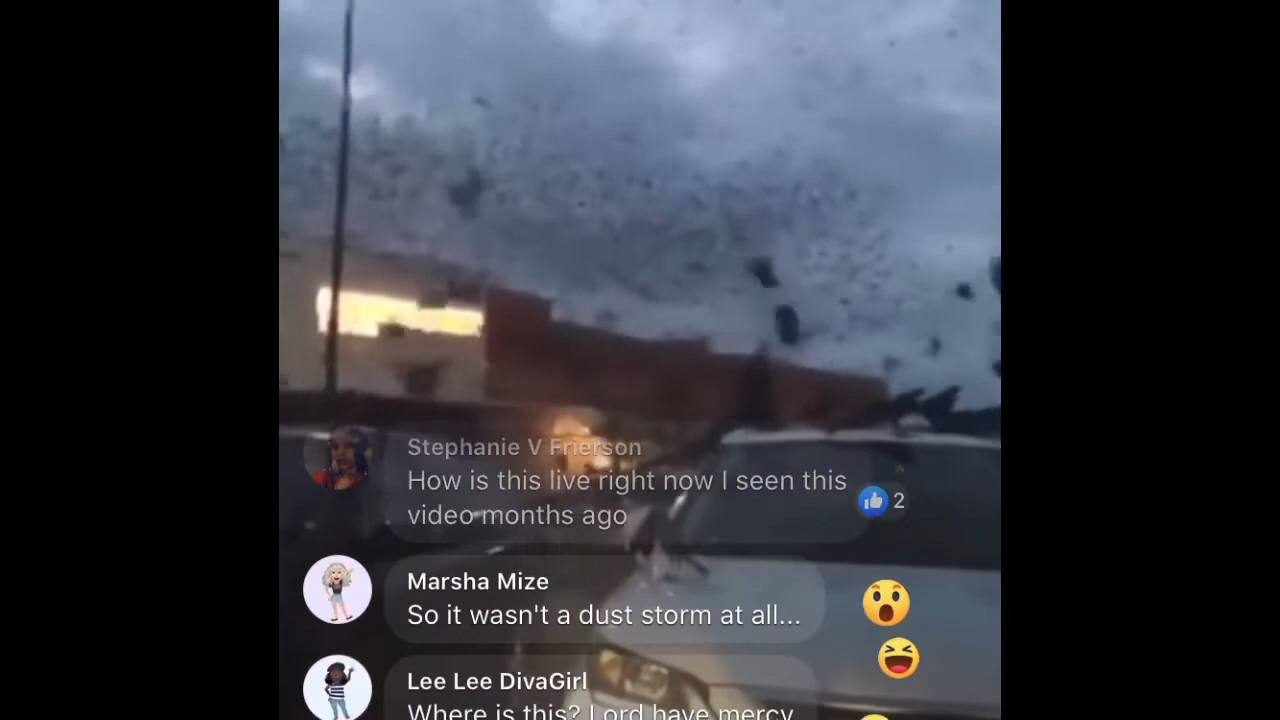 Stephanie V Frierson
How is this live right now I seen this
video months ago
2
Marsha Mize
So it wasn't a dust storm at all...
Lee Lee DivaGirl
Where is this? Lord have mercy